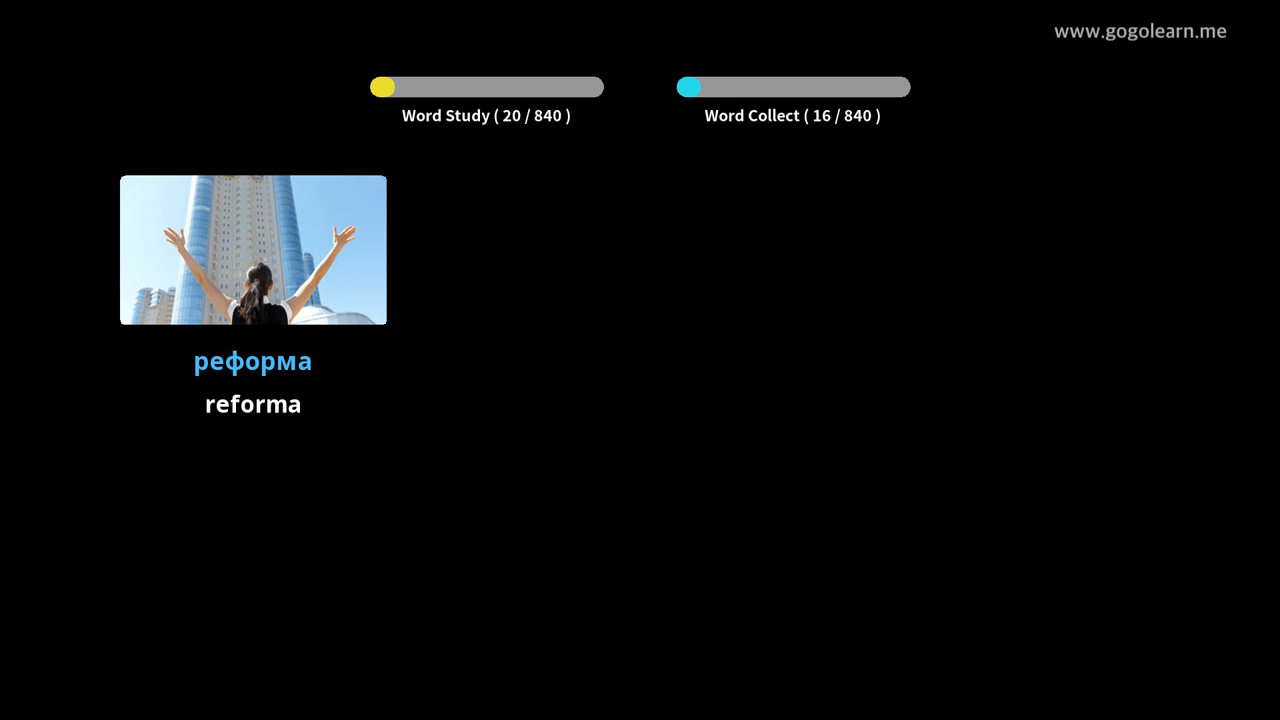 www.gogolearn.me
Word Study ( 20 / 840 )
Word Collect ( 16 / 840 )
реформа
reforma